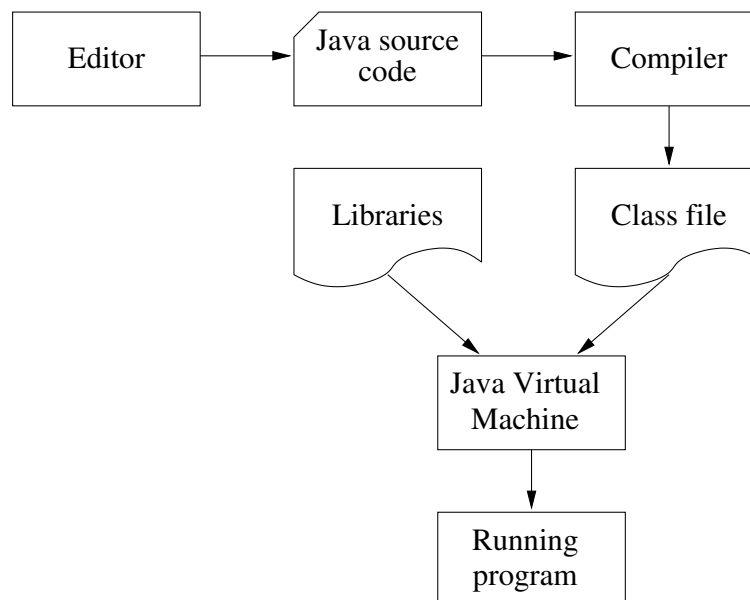 Editor
Java source
code
Compiler
Libraries
Class file
Java Virtual
Machine
Running
program